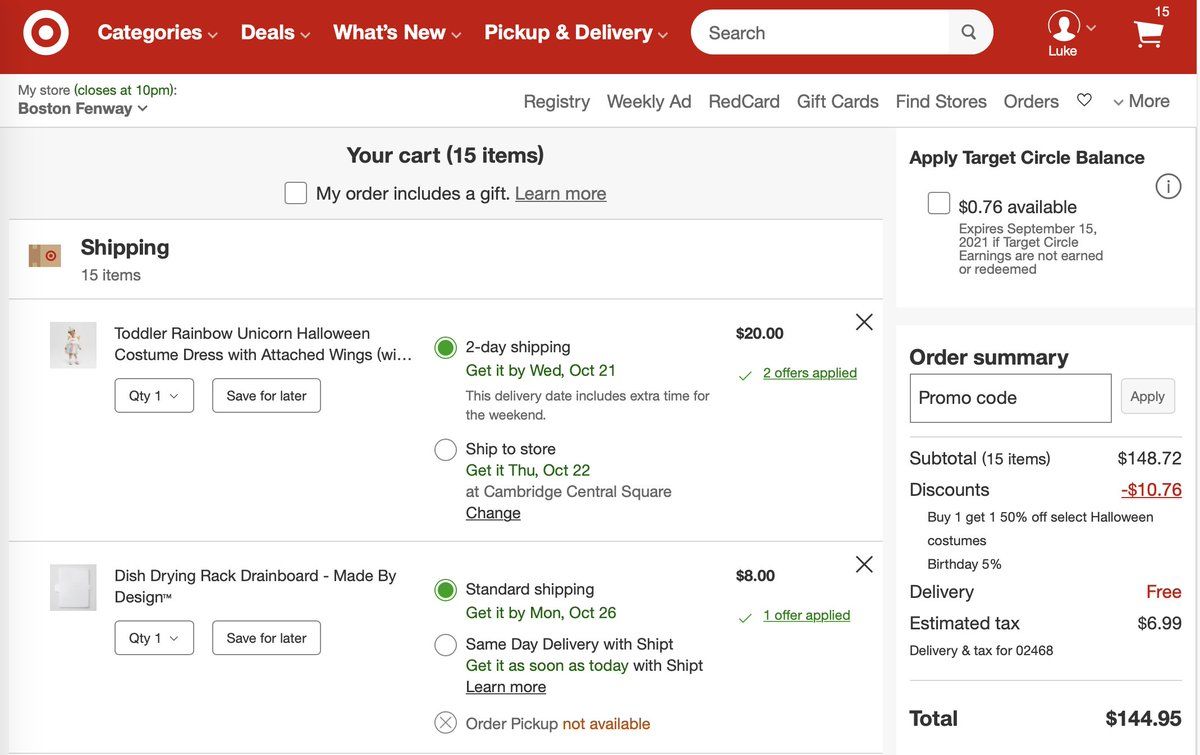 15
Categories Deals What's New Pickup & Delivery Search
Luke
My store (closes at 10pm):
Boston Fenway
Registry Weekly Ad RedCard Gift Cards Find Stores Orders More
Your cart (15 items)
My order includes a gift. Learn more
Shipping
15 items
Toddler Rainbow Unicorn Halloween
Costume Dress with Attached Wings (wi...
Qty 1 Save for later
2-day shipping
Get it by Wed, Oct 21
This delivery date includes extra time for
the weekend.
Ship to store
Get it Thu, Oct 22
at Cambridge Central Square
Change
$20.00
2 offers applied
Dish Drying Rack Drainboard - Made By
Design™
Qty 1 Save for later
Standard shipping
Get it by Mon, Oct 26
Same Day Delivery with Shipt
Get it as soon as today with Shipt
Learn more
Order Pickup not available
$8.00
1 offer applied
Apply Target Circle Balance
$0.76 available
Expires September 15,
2021 if Target Circle
Earnings are not earned
or redeemed
Order summary
Promo code Apply
Subtotal (15 items) $148.72
Discounts -$10.76
Buy 1 get 1 50% off select Halloween
costumes
Birthday 5%
Delivery Free
Estimated tax $6.99
Delivery & tax for 02468
Total $144.95